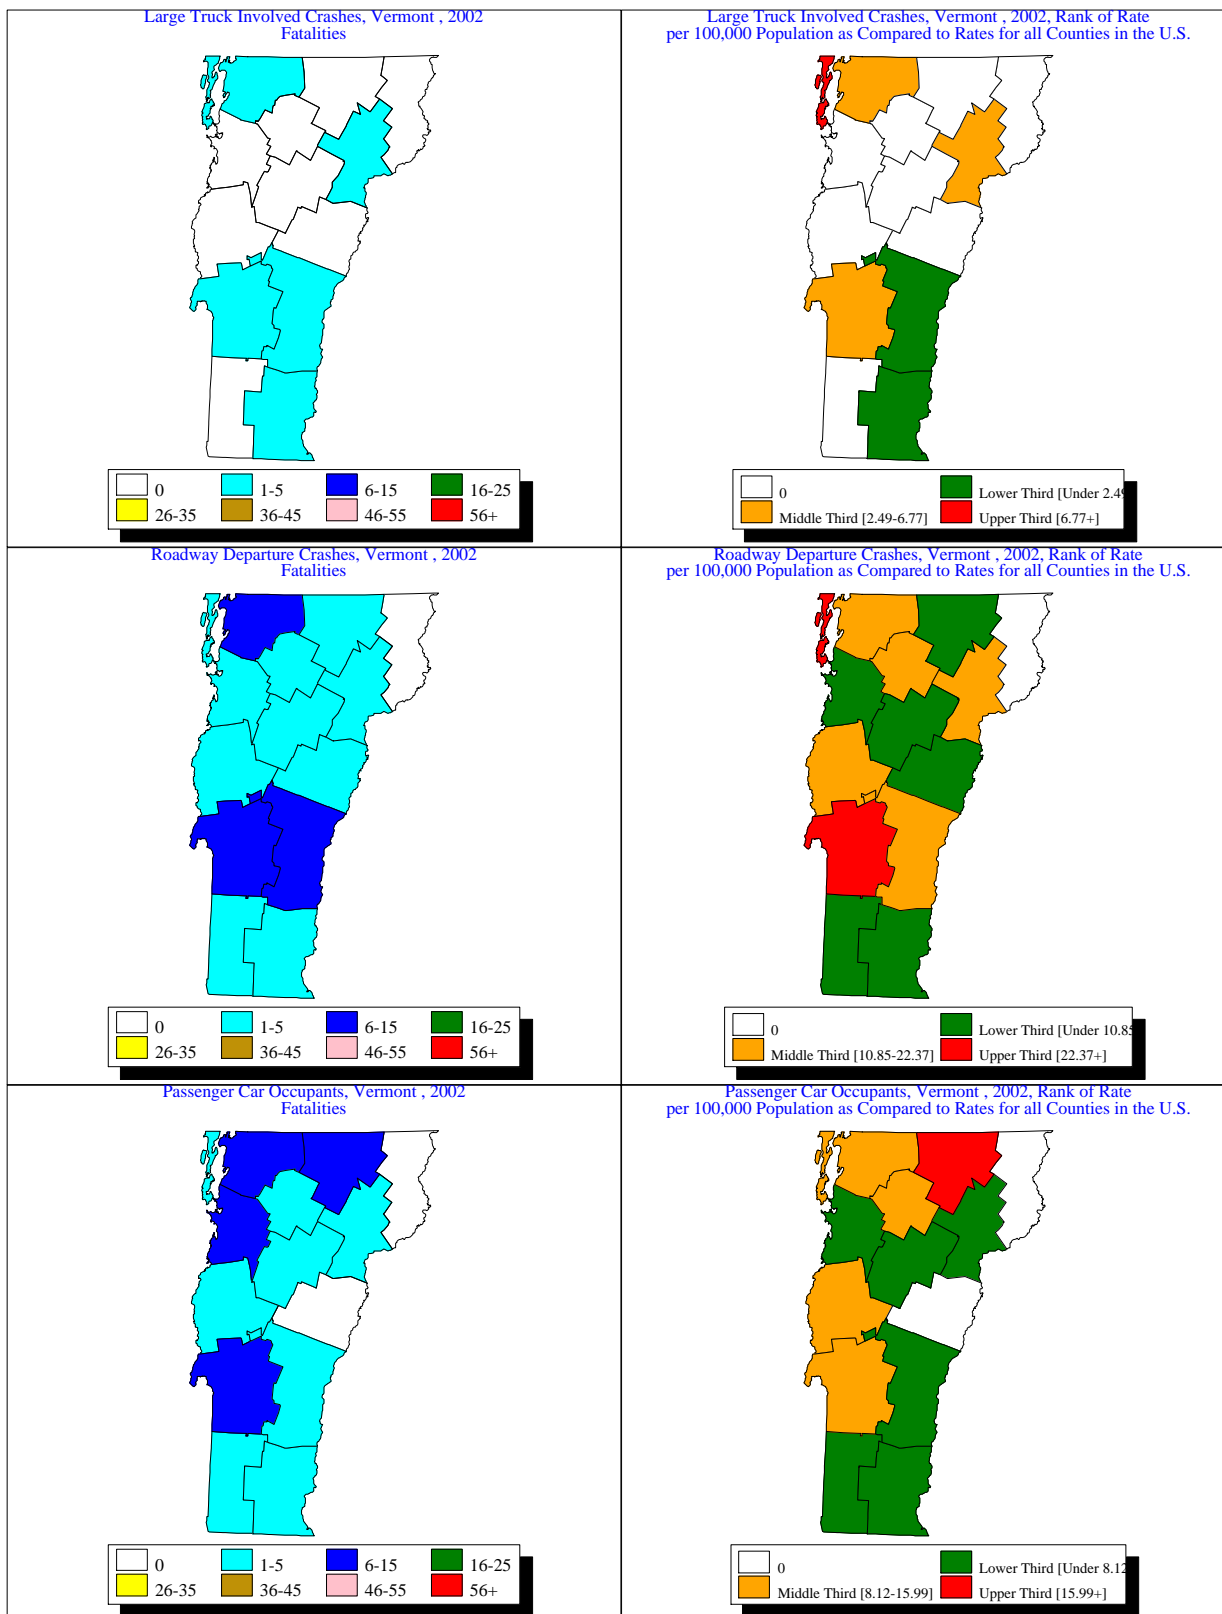 Large Truck Involved Crashes, Vermont , 2002
Fatalities
0 1-5 6-15 16-25
26-35 36-45 46-55 56+
Large Truck Involved Crashes, Vermont , 2002, Rank of Rate
per 100,000 Population as Compared to Rates for all Counties in the U.S.
0 Lower Third [Under 2.49
Middle Third [2.49-6.77] Upper Third [6.77+]
Roadway Departure Crashes, Vermont , 2002
Fatalities
0 1-5 6-15 16-25
26-35 36-45 46-55 56+
Roadway Departure Crashes, Vermont , 2002, Rank of Rate
per 100,000 Population as Compared to Rates for all Counties in the U.S.
0 Lower Third [Under 10.85
Middle Third [10.85-22.37] Upper Third [22.37+]
Passenger Car Occupants, Vermont , 2002
Fatalities
0 1-5 6-15 16-25
26-35 36-45 46-55 56+
Passenger Car Occupants, Vermont , 2002, Rank of Rate
per 100,000 Population as Compared to Rates for all Counties in the U.S.
0 Lower Third [Under 8.12
Middle Third [8.12-15.99] Upper Third [15.99+]